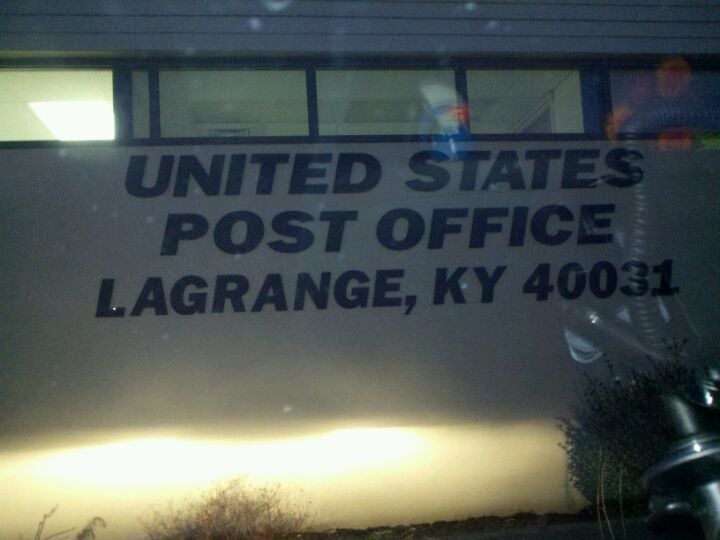 UNITED STATES
POST OFFICE
LAGRANGE, KY 40031